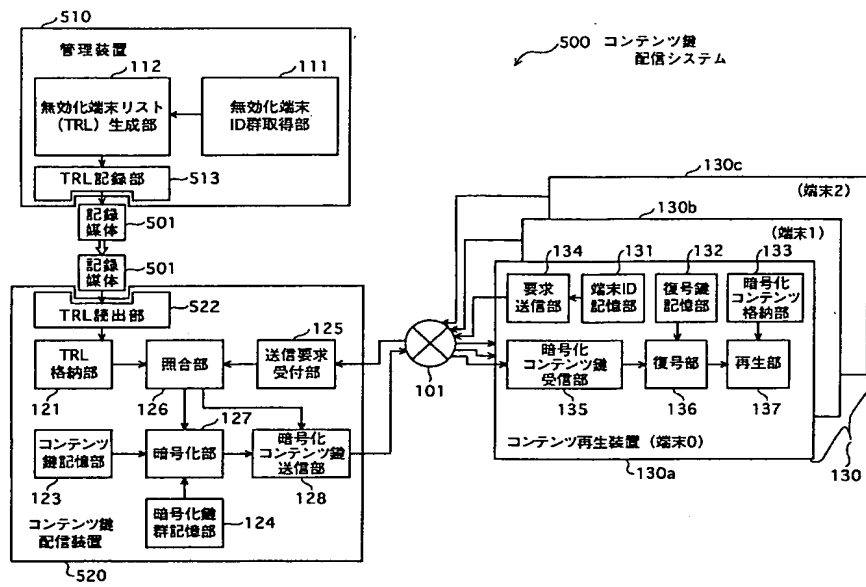 510
管理装置
112
111
無効化端末リスト
(TRL) 生成部
無効化端末
ID群取得部
TRL記録部
513
記録
媒体
501
記録
媒体
501
500 コンテンツ鍵
配信システム
522
TRL読出部
TRL
格納部
121
照合部
126
送信要求
受付部
125
127
コンテンツ
鍵記憶部
123
暗号化部
暗号化
コンテンツ鍵
送信部
128
暗号化鍵
群記憶部
124
コンテンツ鍵
配信装置
520
101
130c
(端末2)
130b
(端末1)
134
131
132
133
要求
送信部
端末ID
記憶部
復号鍵
記憶部
暗号化
コンテンツ
格納部
暗号化
コンテンツ鍵
受信部
135
復号部
136
再生部
137
コンテンツ再生装置 (端末0)
130a
130